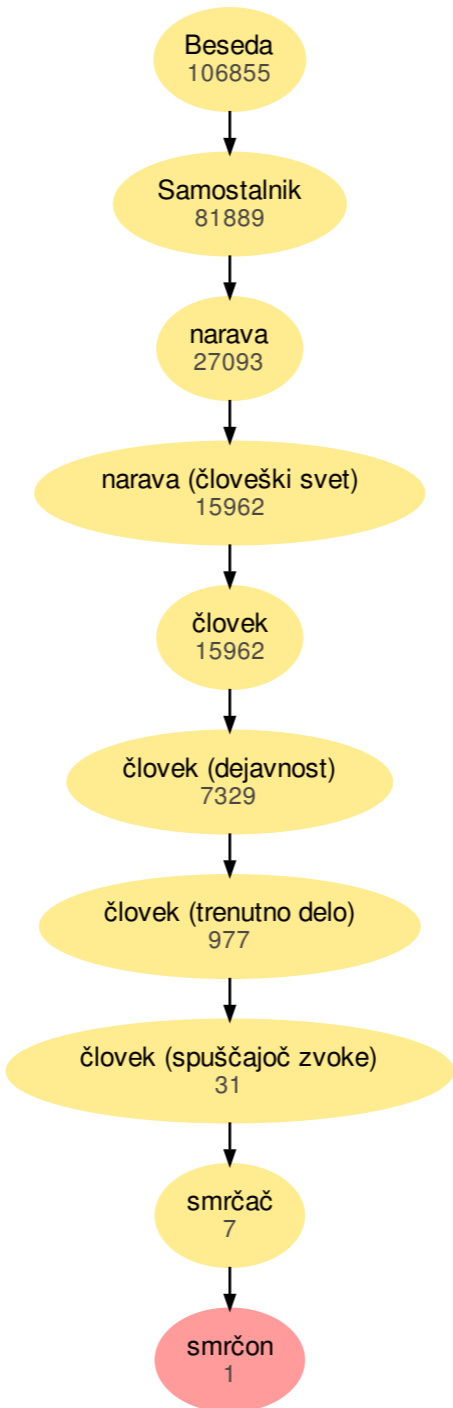 Beseda
106855
Samostalnik
81889
narava
27093
narava (človeški svet)
15962
človek
15962
človek (dejavnost)
7329
človek (trenutno delo)
977
človek (spuščajoč zvoke)
31
smrčač
7
smrčon
1